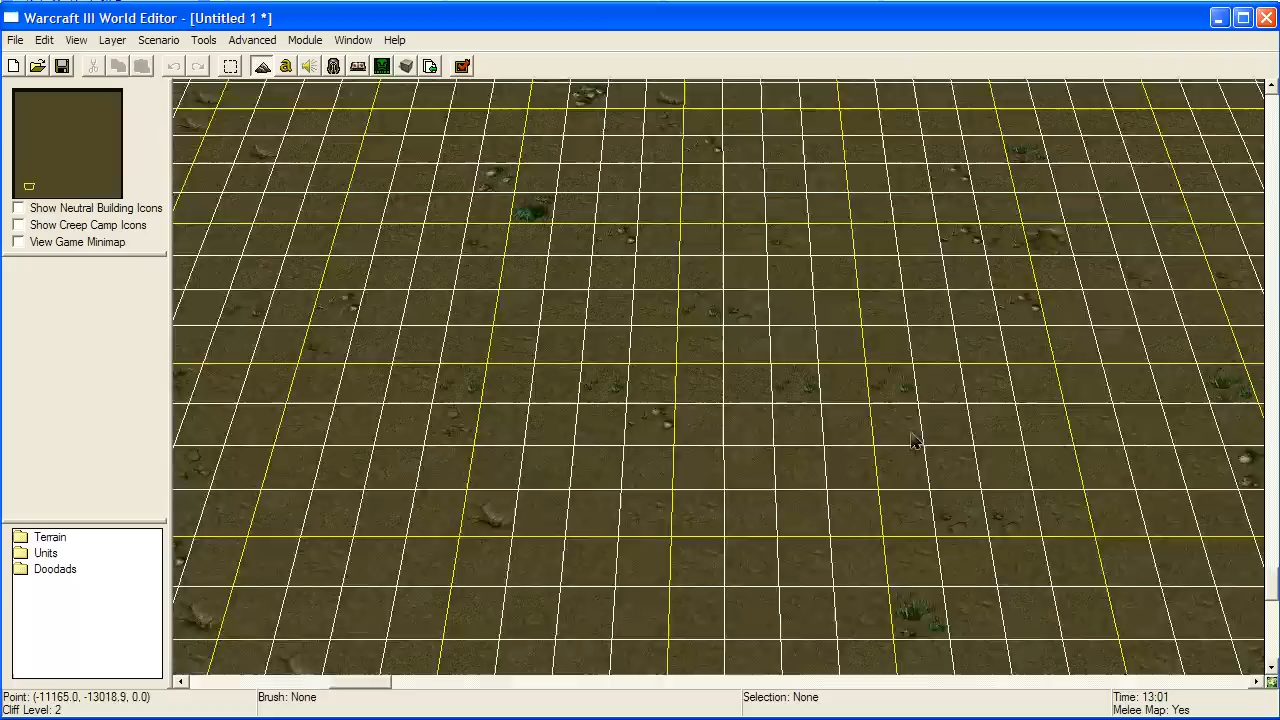 Warcraft III World Editor - [Untitled 1 *]
File Edit View Layer Scenario Tools Advanced Module Window Help
a
Show Neutral Building Icons
Show Creep Camp Icons
View Game Minimap
Terrain
Units
Doodads
Point: (-11165.0, -13018.9, 0.0) Brush: None Selection: None Time: 13:01
Cliff Level: 2 Melee Map: Yes